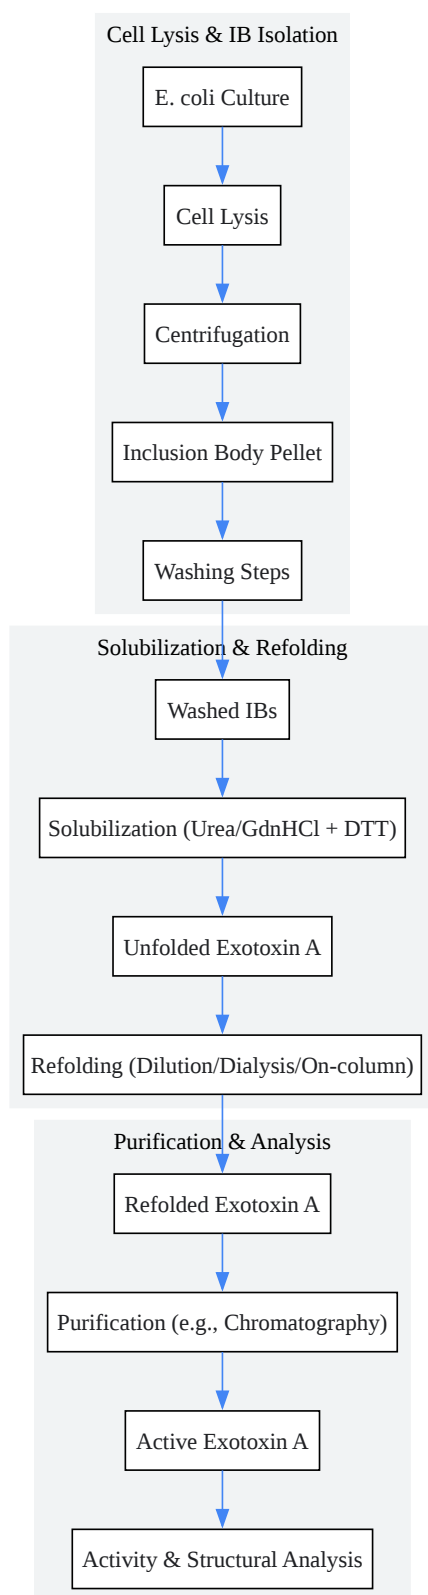 Cell Lysis & IB Isolation
E. coli Culture
Cell Lysis
Centrifugation
Inclusion Body Pellet
Washing Steps
Solubilization & Refolding
Washed IBs
Solubilization (Urea/GdnHCl + DTT)
Unfolded Exotoxin A
Refolding (Dilution/Dialysis/On-column)
Purification & Analysis
Refolded Exotoxin A
Purification (e.g., Chromatography)
Active Exotoxin A
Activity & Structural Analysis